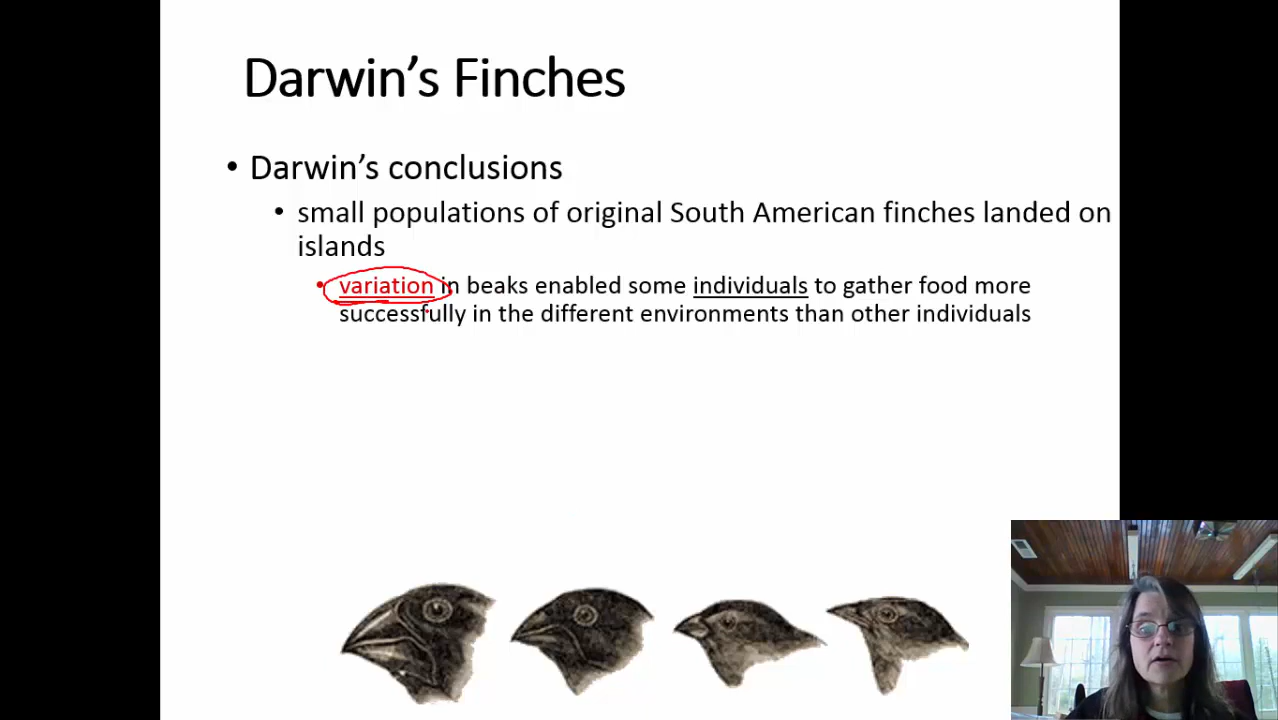 Darwin's Finches
• Darwin's conclusions
• small populations of original South American finches landed on
islands
• variation in beaks enabled some individuals to gather food more
successfully in the different environments than other individuals